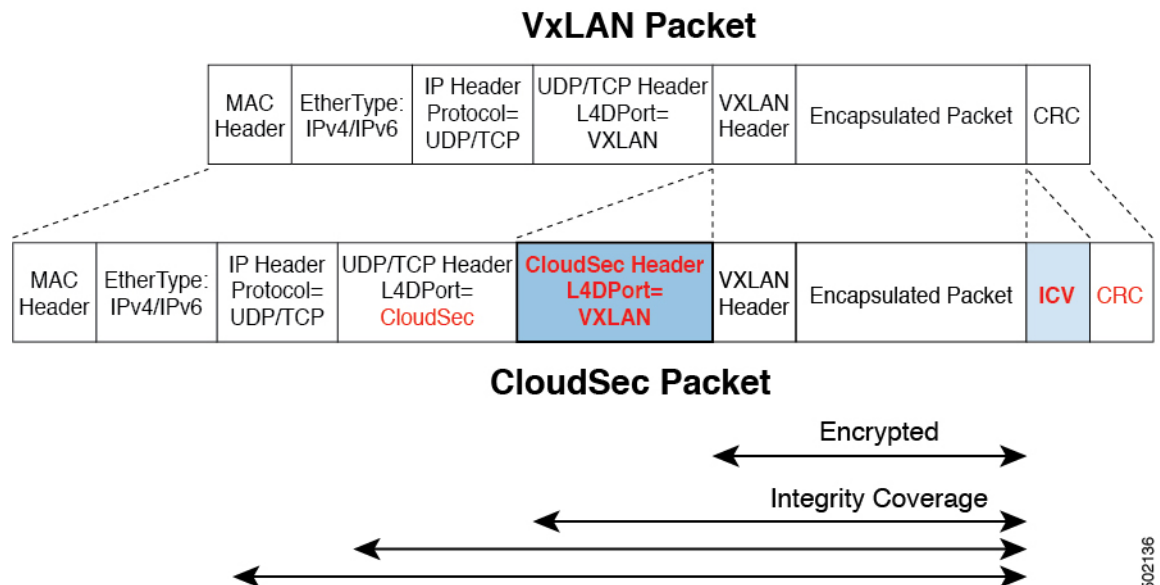 VxLAN Packet
MAC
Header
EtherType:
IPv4/IPv6
IP Header
Protocol=
UDP/TCP
UDP/TCP Header
L4DPort=
VXLAN
VXLAN
Header
Encapsulated Packet
CRC
MAC
Header
EtherType:
IPv4/IPv6
IP Header
Protocol=
UDP/TCP
UDP/TCP Header
L4DPort=
CloudSec
CloudSec Header
L4DPort=
VXLAN
VXLAN
Header
Encapsulated Packet
ICV
CRC
CloudSec Packet
Encrypted
Integrity Coverage